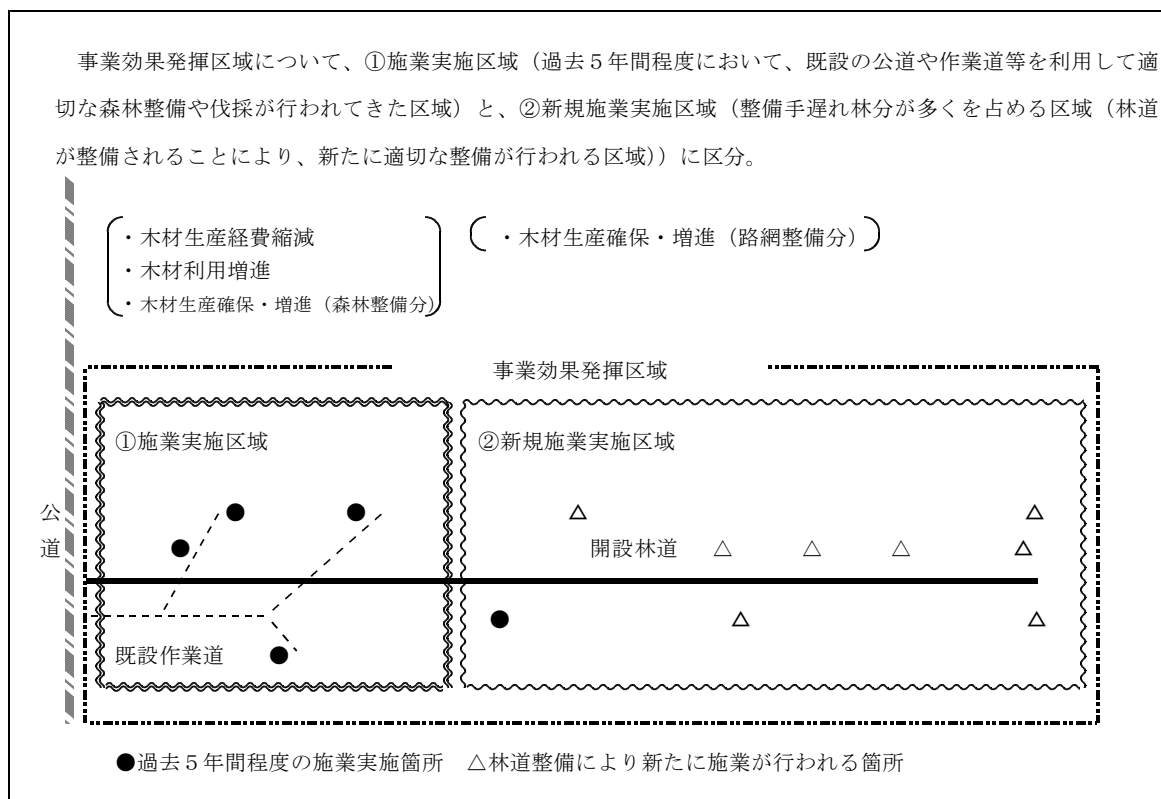 事業効果発揮区域について、①施業実施区域（過去５年間程度において、既設の公道や作業道等を利用して適
切な森林整備や伐採が行われてきた区域）と、②新規施業実施区域（整備手遅れ林分が多くを占める区域（林道
が整備されることにより、新たに適切な整備が行われる区域））に区分。
・木材生産経費縮減
・木材利用増進
・木材生産確保・増進（森林整備分）
・木材生産確保・増進（路網整備分）
事業効果発揮区域
①施業実施区域
②新規施業実施区域
公道
開設林道
既設作業道
●過去５年間程度の施業実施箇所　△林道整備により新たに施業が行われる箇所